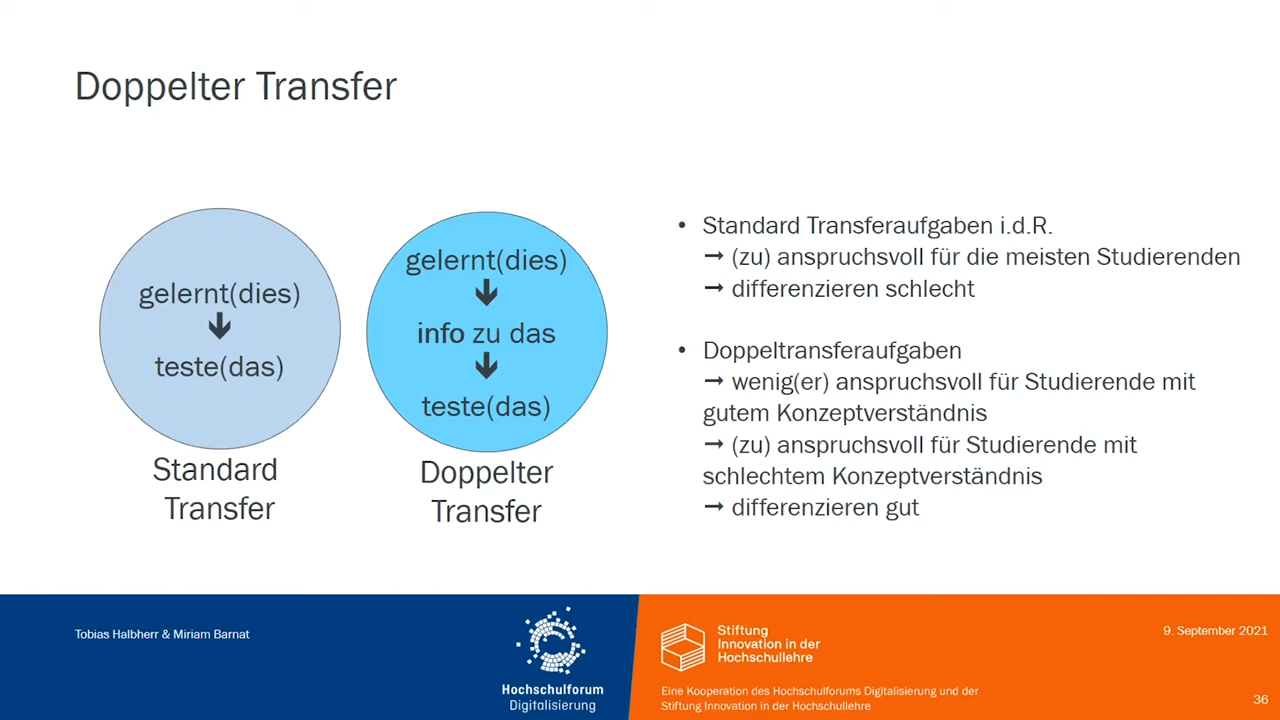 Doppelter Transfer
gelernt(dies)
🡻
teste(das)
Standard
Transfer
gelernt(dies)
🡻
info zu das
🡻
teste(das)
Doppelter
Transfer
• Standard Transferaufgaben i.d.R.
→ (zu) anspruchsvoll für die meisten Studierenden
→ differenzieren schlecht
• Doppeltransferaufgaben
→ wenig(er) anspruchsvoll für Studierende mit
gutem Konzeptverständnis
→ (zu) anspruchsvoll für Studierende mit
schlechtem Konzeptverständnis
→ differenzieren gut
Tobias Halbherr & Miriam Barnat
Hochschulforum
Digitalisierung
Stiftung
Innovation in der
Hochschullehre
Eine Kooperation des Hochschulforums Digitalisierung und der
Stiftung Innovation in der Hochschullehre
9. September 2021
36